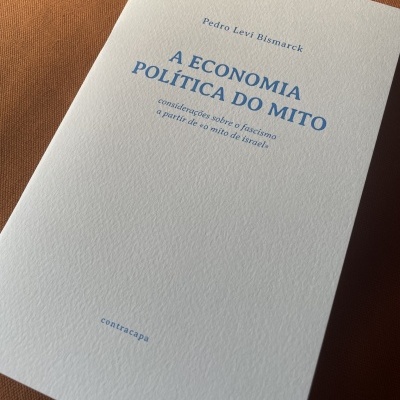 Pedro Levi Bismarck
A ECONOMIA
POLÍTICA DO MITO
considerações sobre o fascismo
a partir de «o mito de israel»
contracapa